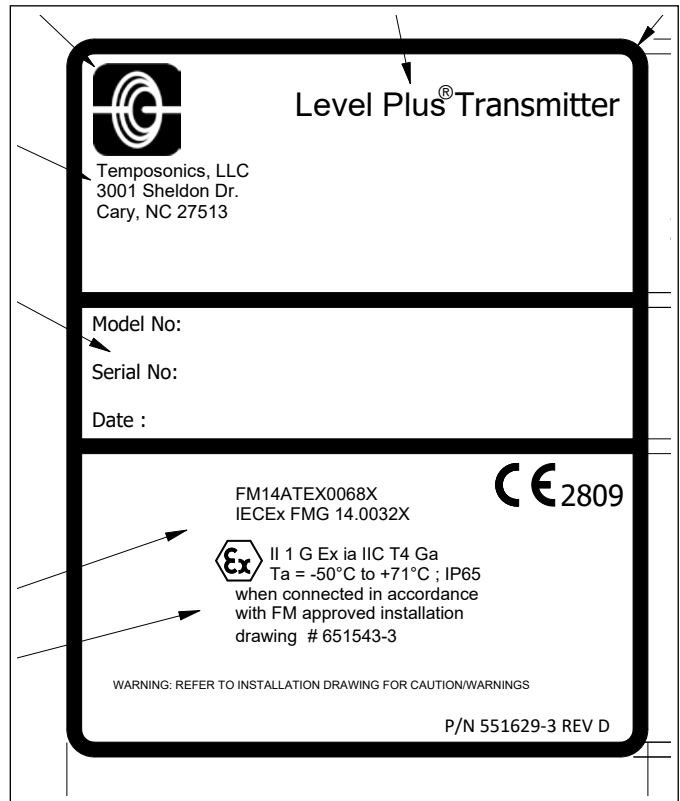 Level Plus® Transmitter
Temposonics, LLC
3001 Sheldon Dr.
Cary, NC 27513
Model No:
Serial No:
Date :
CE 2809
FM14ATEX0068X
IECEx FMG 14.0032X
Ex II 1 G Ex ia IIC T4 Ga
Ta = -50°C to +71°C ; IP65
when connected in accordance
with FM approved installation
drawing # 651543-3
WARNING: REFER TO INSTALLATION DRAWING FOR CAUTION/WARNINGS
P/N 551629-3 REV D